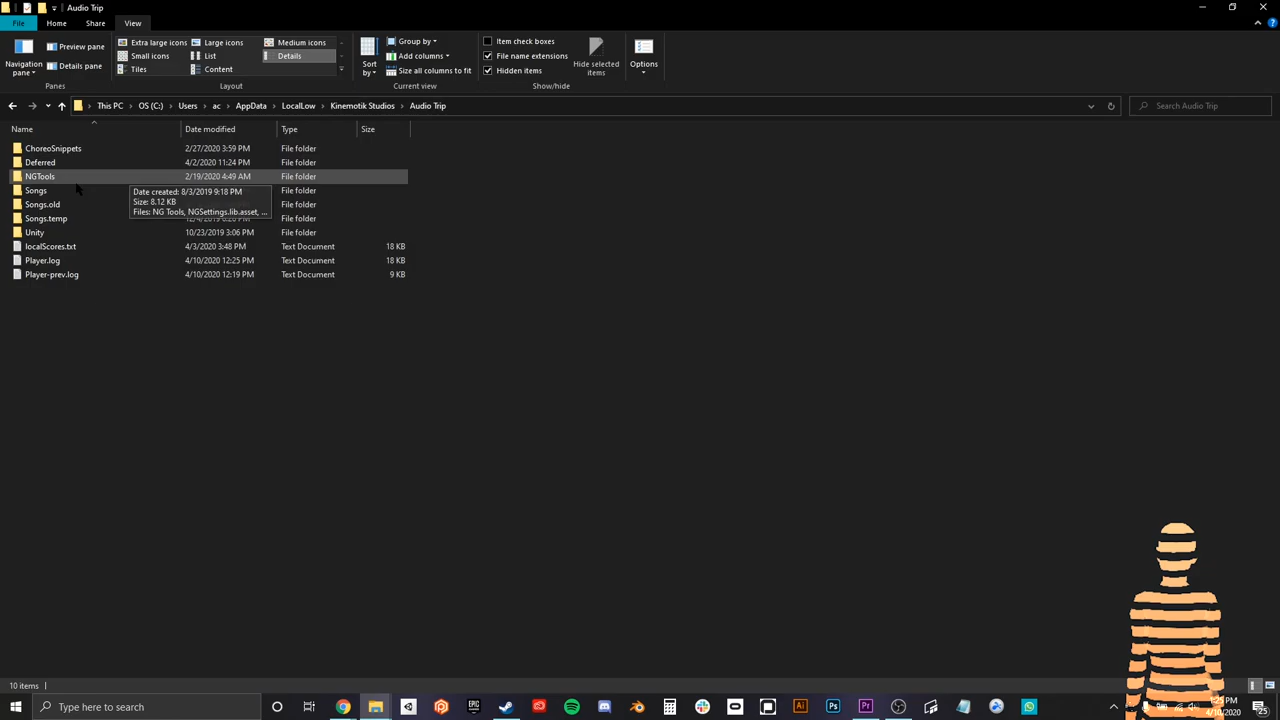 Audio Trip
File Home Share View
Navigation pane
Preview pane
Details pane
Panes
Extra large icons Large icons Medium icons
Small icons List Details
Tiles Content
Layout
Sort by
Group by
Add columns
Size all columns to fit
Current view
Item check boxes
File name extensions
Hidden items
Hide selected items
Show/hide
Options
This PC OS (C:) Users ac AppData LocalLow Kinemotik Studios Audio Trip
Search Audio Trip
Name Date modified Type Size
ChoreoSnippets 2/27/2020 3:59 PM File folder
Deferred 4/2/2020 11:24 PM File folder
NGTools 2/19/2020 4:49 AM File folder
Songs File folder
Songs.old File folder
Songs.temp File folder
Date created: 8/3/2019 9:18 PM
Size: 8.12 KB
Files: NG Tools, NGSettings.lib.asset, ...
Unity 10/23/2019 3:06 PM File folder
localScores.txt 4/3/2020 3:48 PM Text Document 18 KB
Player.log 4/10/2020 12:25 PM Text Document 18 KB
Player-prev.log 4/10/2020 12:19 PM Text Document 9 KB
10 items
Type here to search
4/10/2020